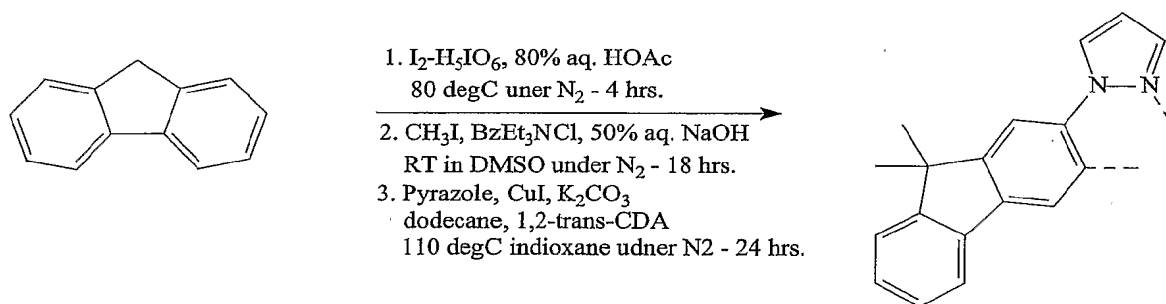 1. I₂-H₅IO₆, 80% aq. HOAc
80 degC uner N₂ - 4 hrs.
2. CH₃I, BzEt₃NCl, 50% aq. NaOH
RT in DMSO under N₂ - 18 hrs.
3. Pyrazole, CuI, K₂CO₃
dodecane, 1,2-trans-CDA
110 degC indioxane udner N2 - 24 hrs.
N N